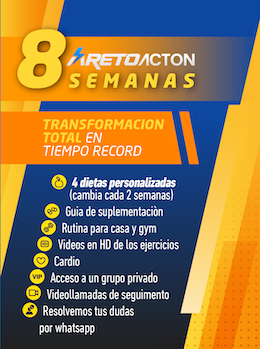 8 RETOACTON
SEMANAS
TRANSFORMACION
TOTAL EN
TIEMPO RECORD
4 dietas personalizadas
(cambia cada 2 semanas)
Guia de suplementaciòn
Rutina para casa y gym
Videos en HD de los ejercicios
Cardio
VIP Acceso a un grupo privado
Videollamadas de seguimento
Resolvemos tus dudas
por whatsapp